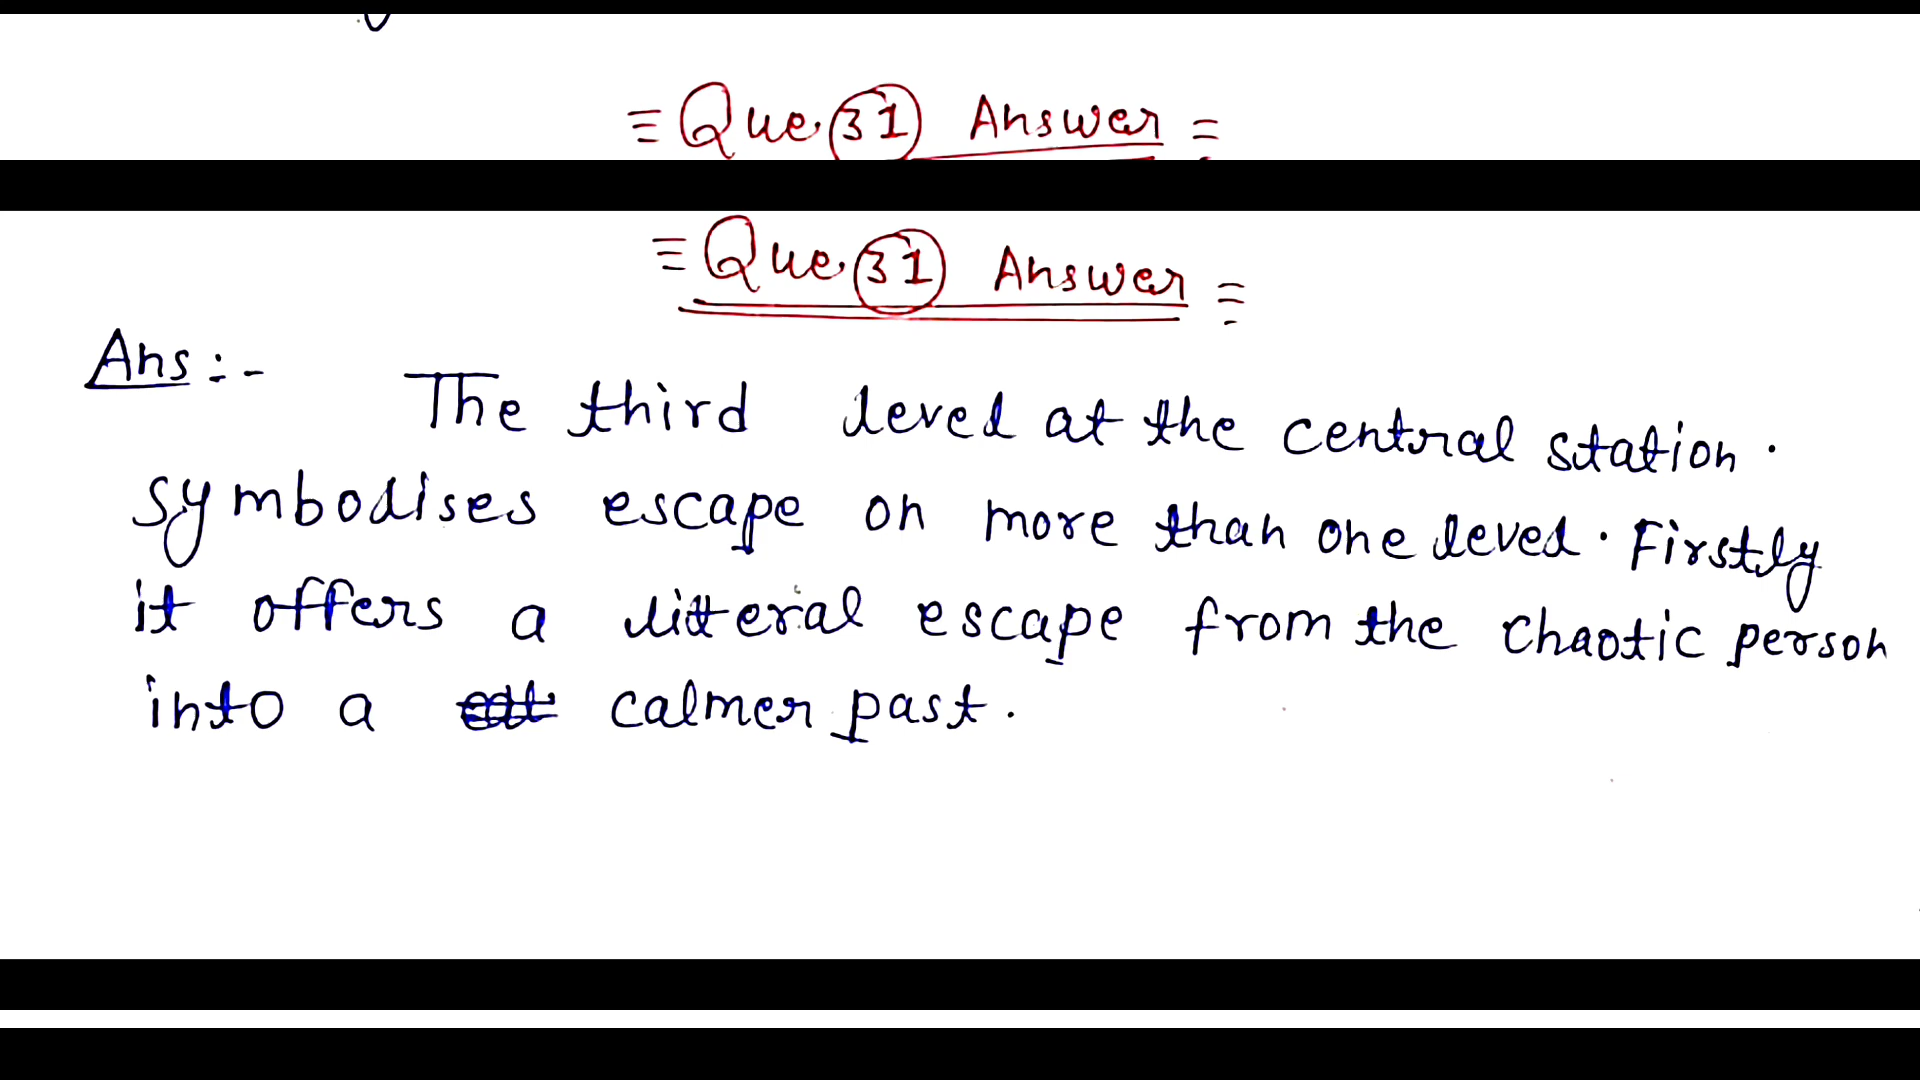 ≡ Que. 31 Answer =
≡ Que. 31 Answer =
Ans :-
The third level at the central station .
symbolises escape on more than one level . Firstly
it offers a litteral escape from the chaotic person
into a calmer past .